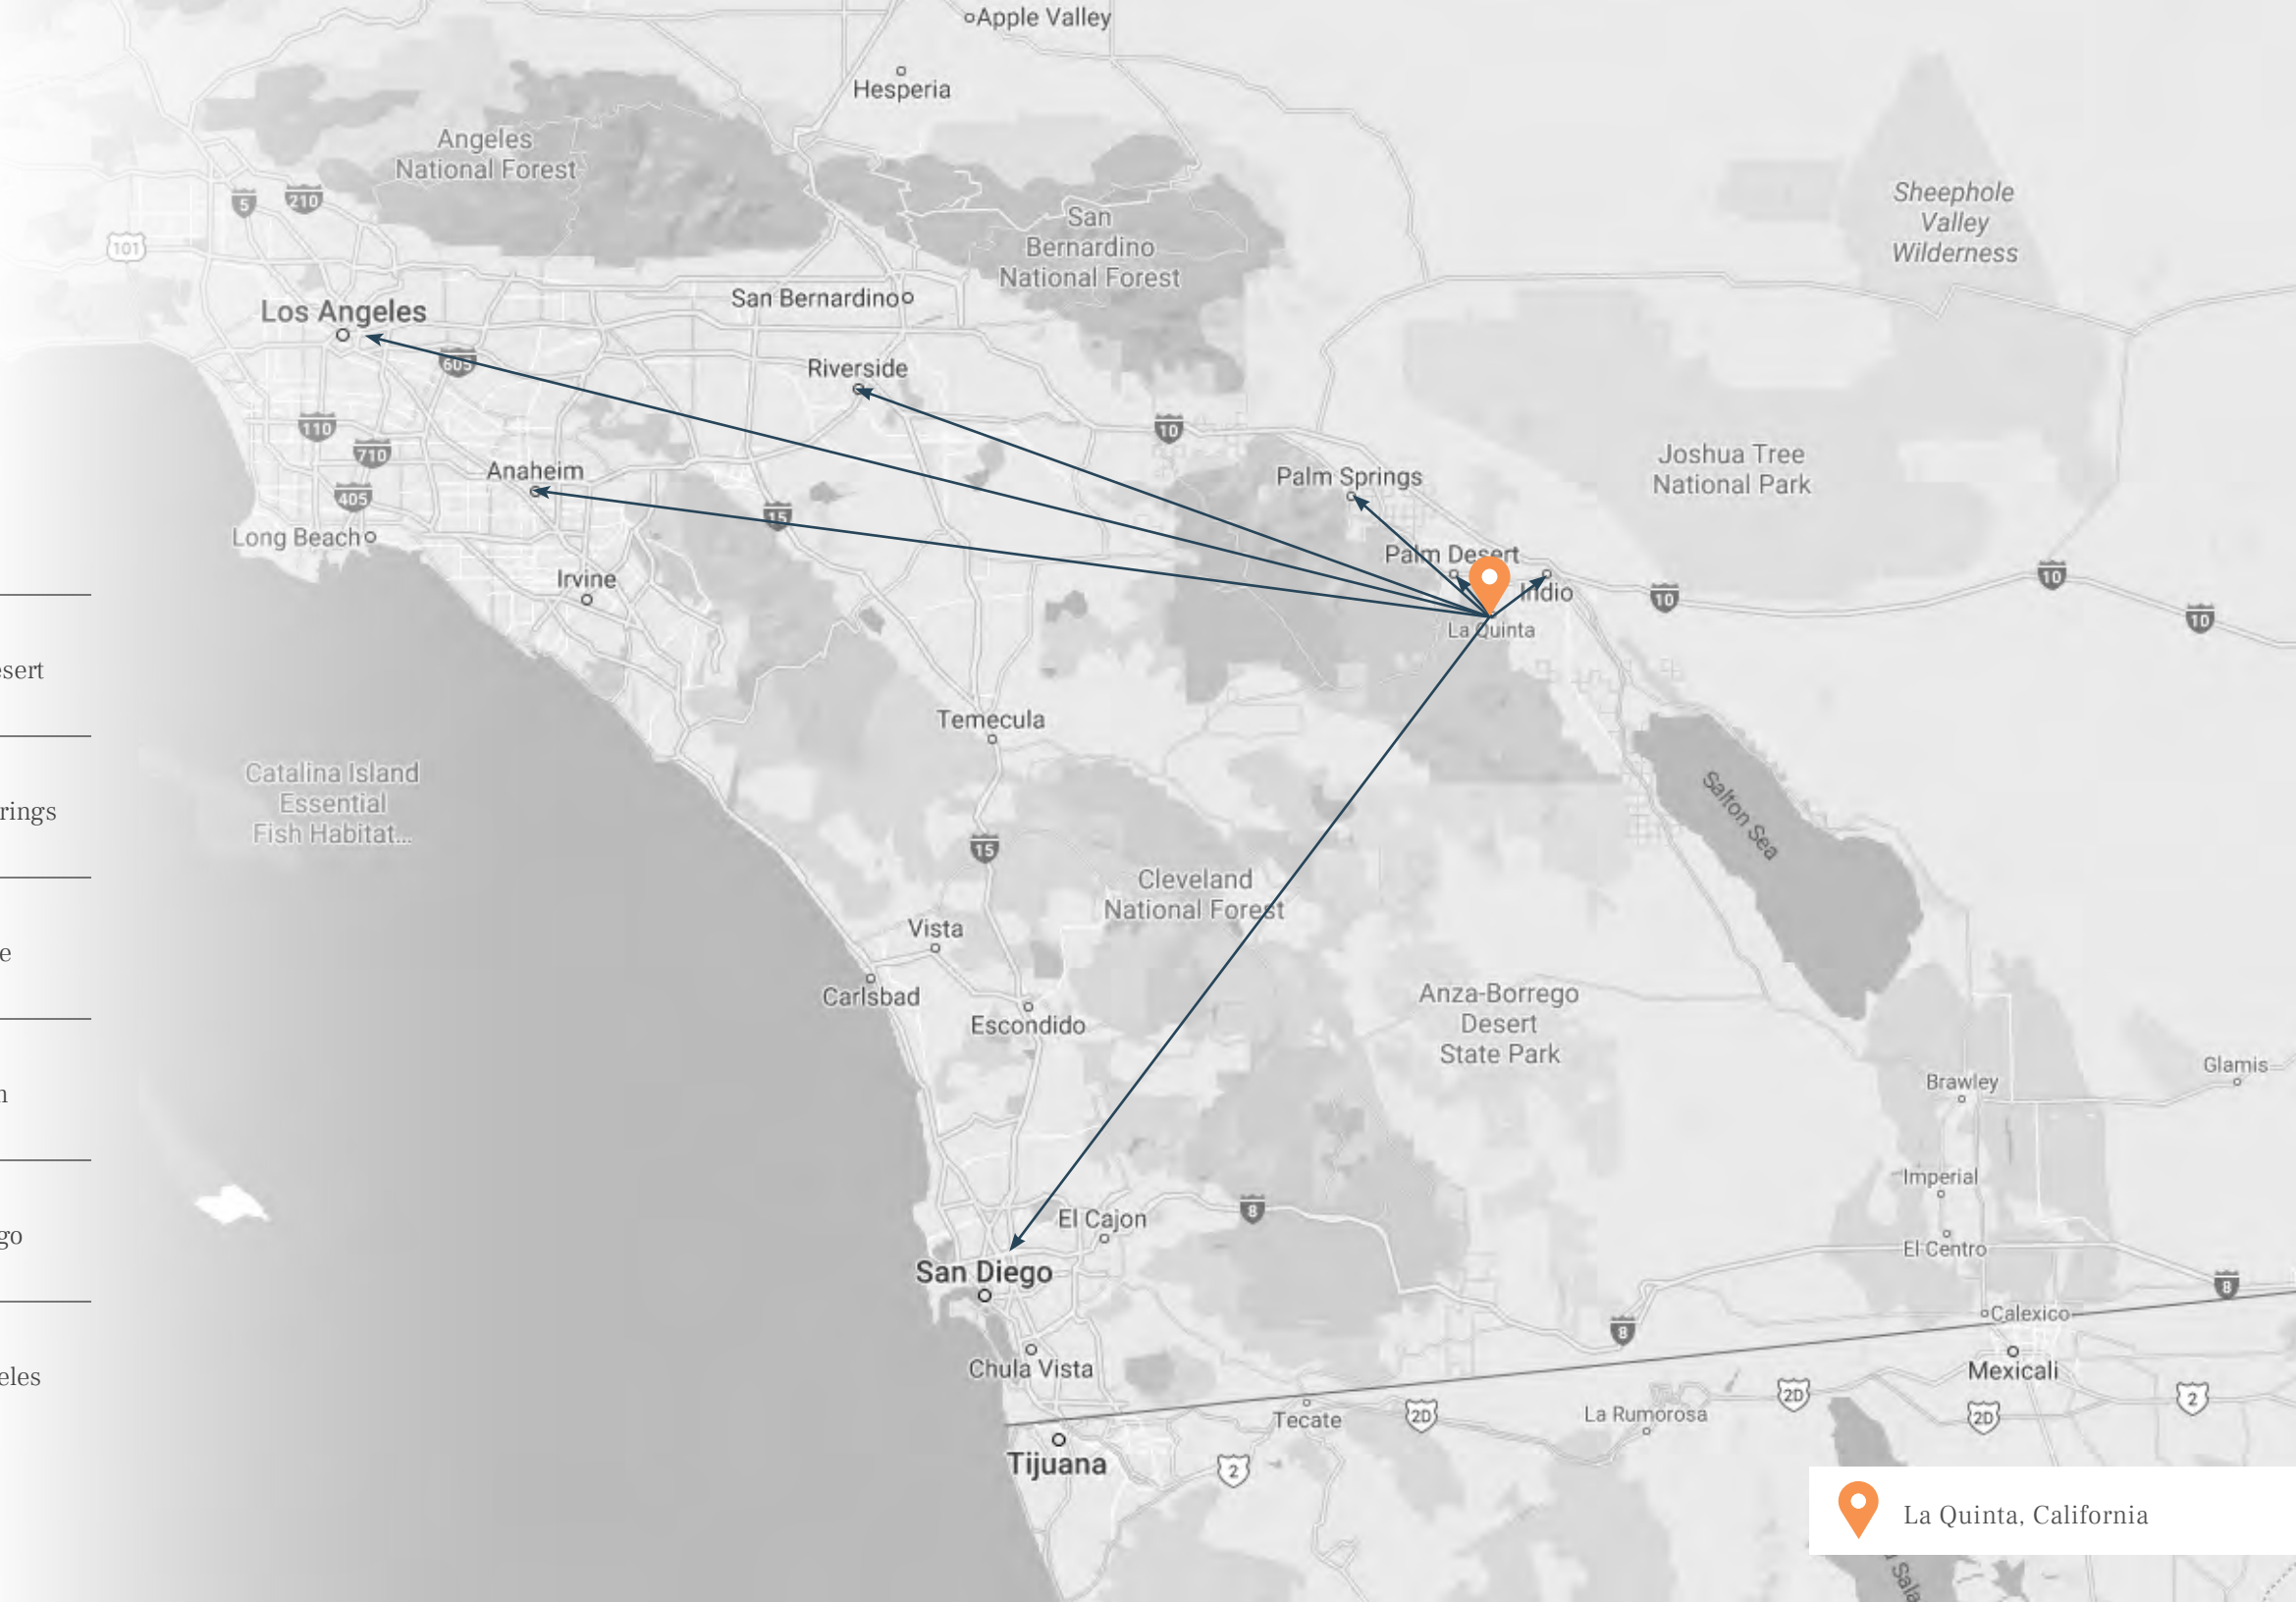 Apple Valley
Hesperia
Angeles
National Forest
5
210
101
San
Bernardino
National Forest
Sheephole
Valley
Wilderness
Los Angeles
San Bernardino
605
Riverside
110
710
405
10
Anaheim
15
Long Beach
Irvine
Palm Springs
Palm Desert
Indio
La Quinta
Joshua Tree
National Park
10
10
10
esert
rings
e
n
go
eles
Temecula
Catalina Island
Essential
Fish Habitat...
Salton Sea
15
Cleveland
National Forest
Vista
Carlsbad
Escondido
Anza-Borrego
Desert
State Park
Glamis
Brawley
Imperial
El Centro
El Cajon
8
San Diego
8
8
Calexico
Mexicali
Chula Vista
Tecate
2D
La Rumorosa
2D
2D
2
Tijuana
2
La Quinta, California
Sala